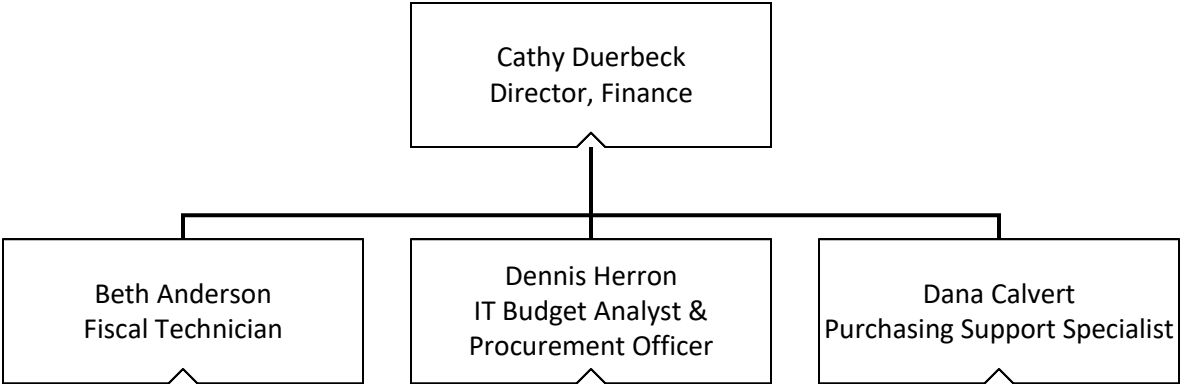 Cathy Duerbeck
Director, Finance
Beth Anderson
Fiscal Technician
Dennis Herron
IT Budget Analyst &
Procurement Officer
Dana Calvert
Purchasing Support Specialist